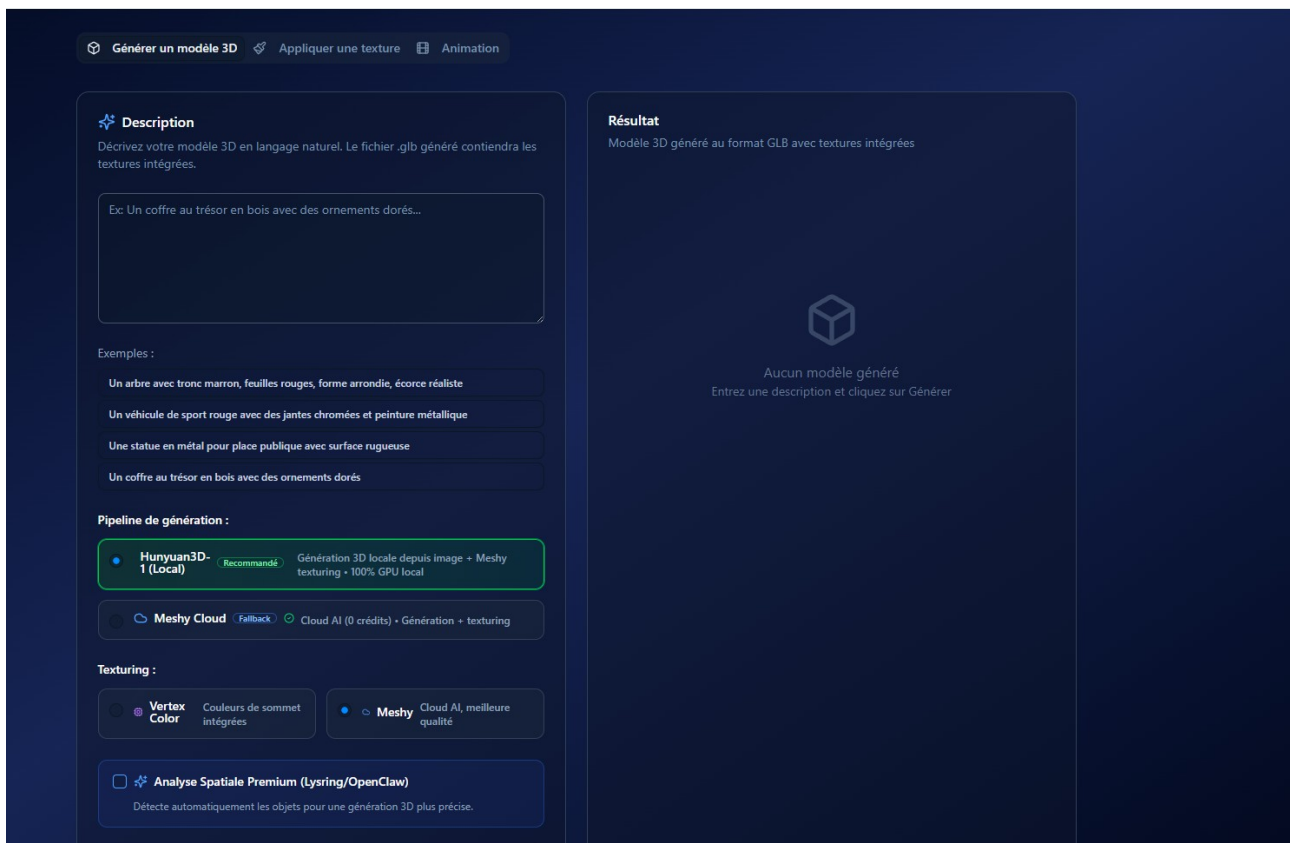 Générer un modèle 3D
Appliquer une texture
Animation
Description
Décrivez votre modèle 3D en langage naturel. Le fichier .glb généré contiendra les
textures intégrées.
Ex: Un coffre au trésor en bois avec des ornements dorés...
Exemples :
Un arbre avec tronc marron, feuilles rouges, forme arrondie, écorce réaliste
Un véhicule de sport rouge avec des jantes chromées et peinture métallique
Une statue en métal pour place publique avec surface rugueuse
Un coffre au trésor en bois avec des ornements dorés
Pipeline de génération :
Hunyuan3D-
1 (Local)
Recommandé
Génération 3D locale depuis image + Meshy
texturing • 100% GPU local
Meshy Cloud
Fallback
Cloud AI (0 crédits) • Génération + texturing
Texturing :
Vertex
Color
Couleurs de sommet
intégrées
Meshy
Cloud AI, meilleure
qualité
Analyse Spatiale Premium (Lysring/OpenClaw)
Détecte automatiquement les objets pour une génération 3D plus précise.
Résultat
Modèle 3D généré au format GLB avec textures intégrées
Aucun modèle généré
Entrez une description et cliquez sur Générer